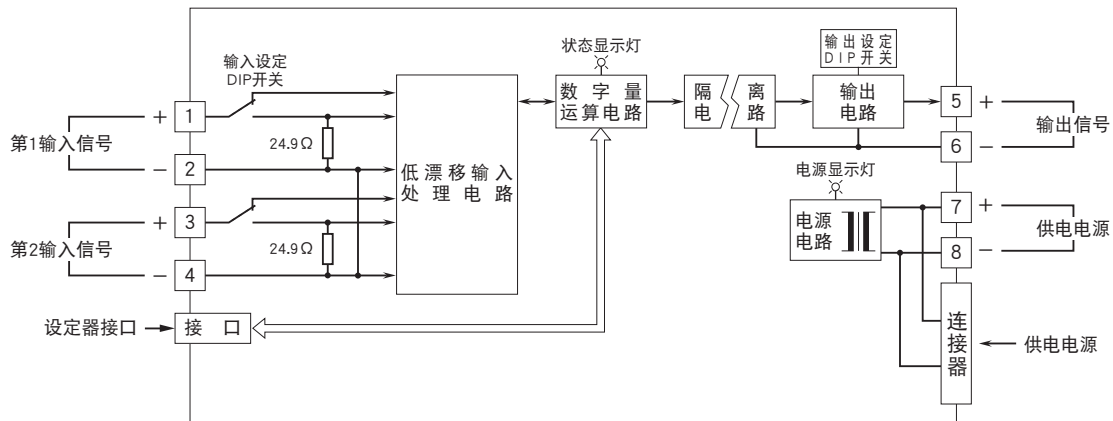 输入设定
DIP开关
第1输入信号
+
1
-
2
24.9Ω
第2输入信号
+
3
-
4
24.9Ω
低漂移输入
处理电路
设定器接口
接 口
状态显示灯
数 字 量
运算电路
隔 离
电 路
输出设定
DIP开关
输出
电路
5
+
6
-
输出信号
电源显示灯
电源
电路
7
+
8
-
供电电源
连接器
供电电源